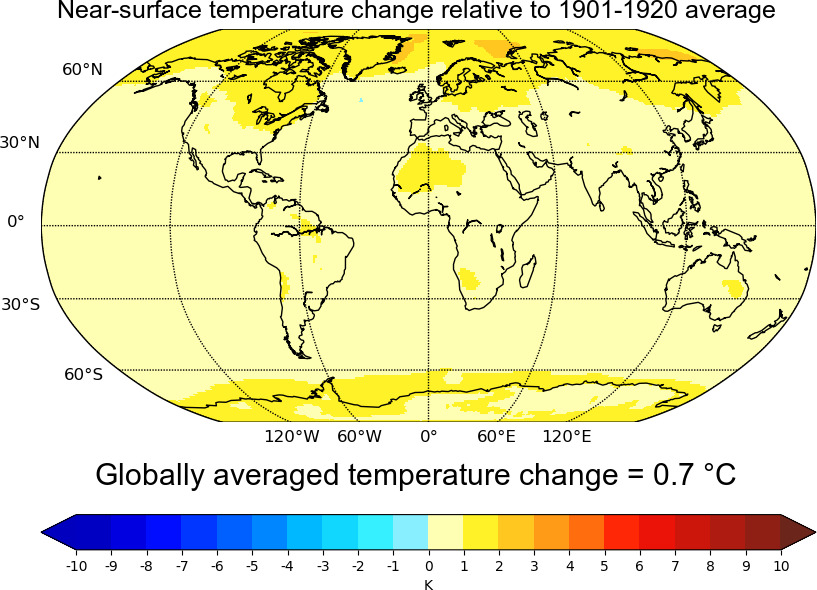 Near-surface temperature change relative to 1901-1920 average
60°N
30°N
0°
30°S
60°S
120°W 60°W 0° 60°E 120°E
Globally averaged temperature change = 0.7 °C
-10 -9 -8 -7 -6 -5 -4 -3 -2 -1 0 1 2 3 4 5 6 7 8 9 10
K